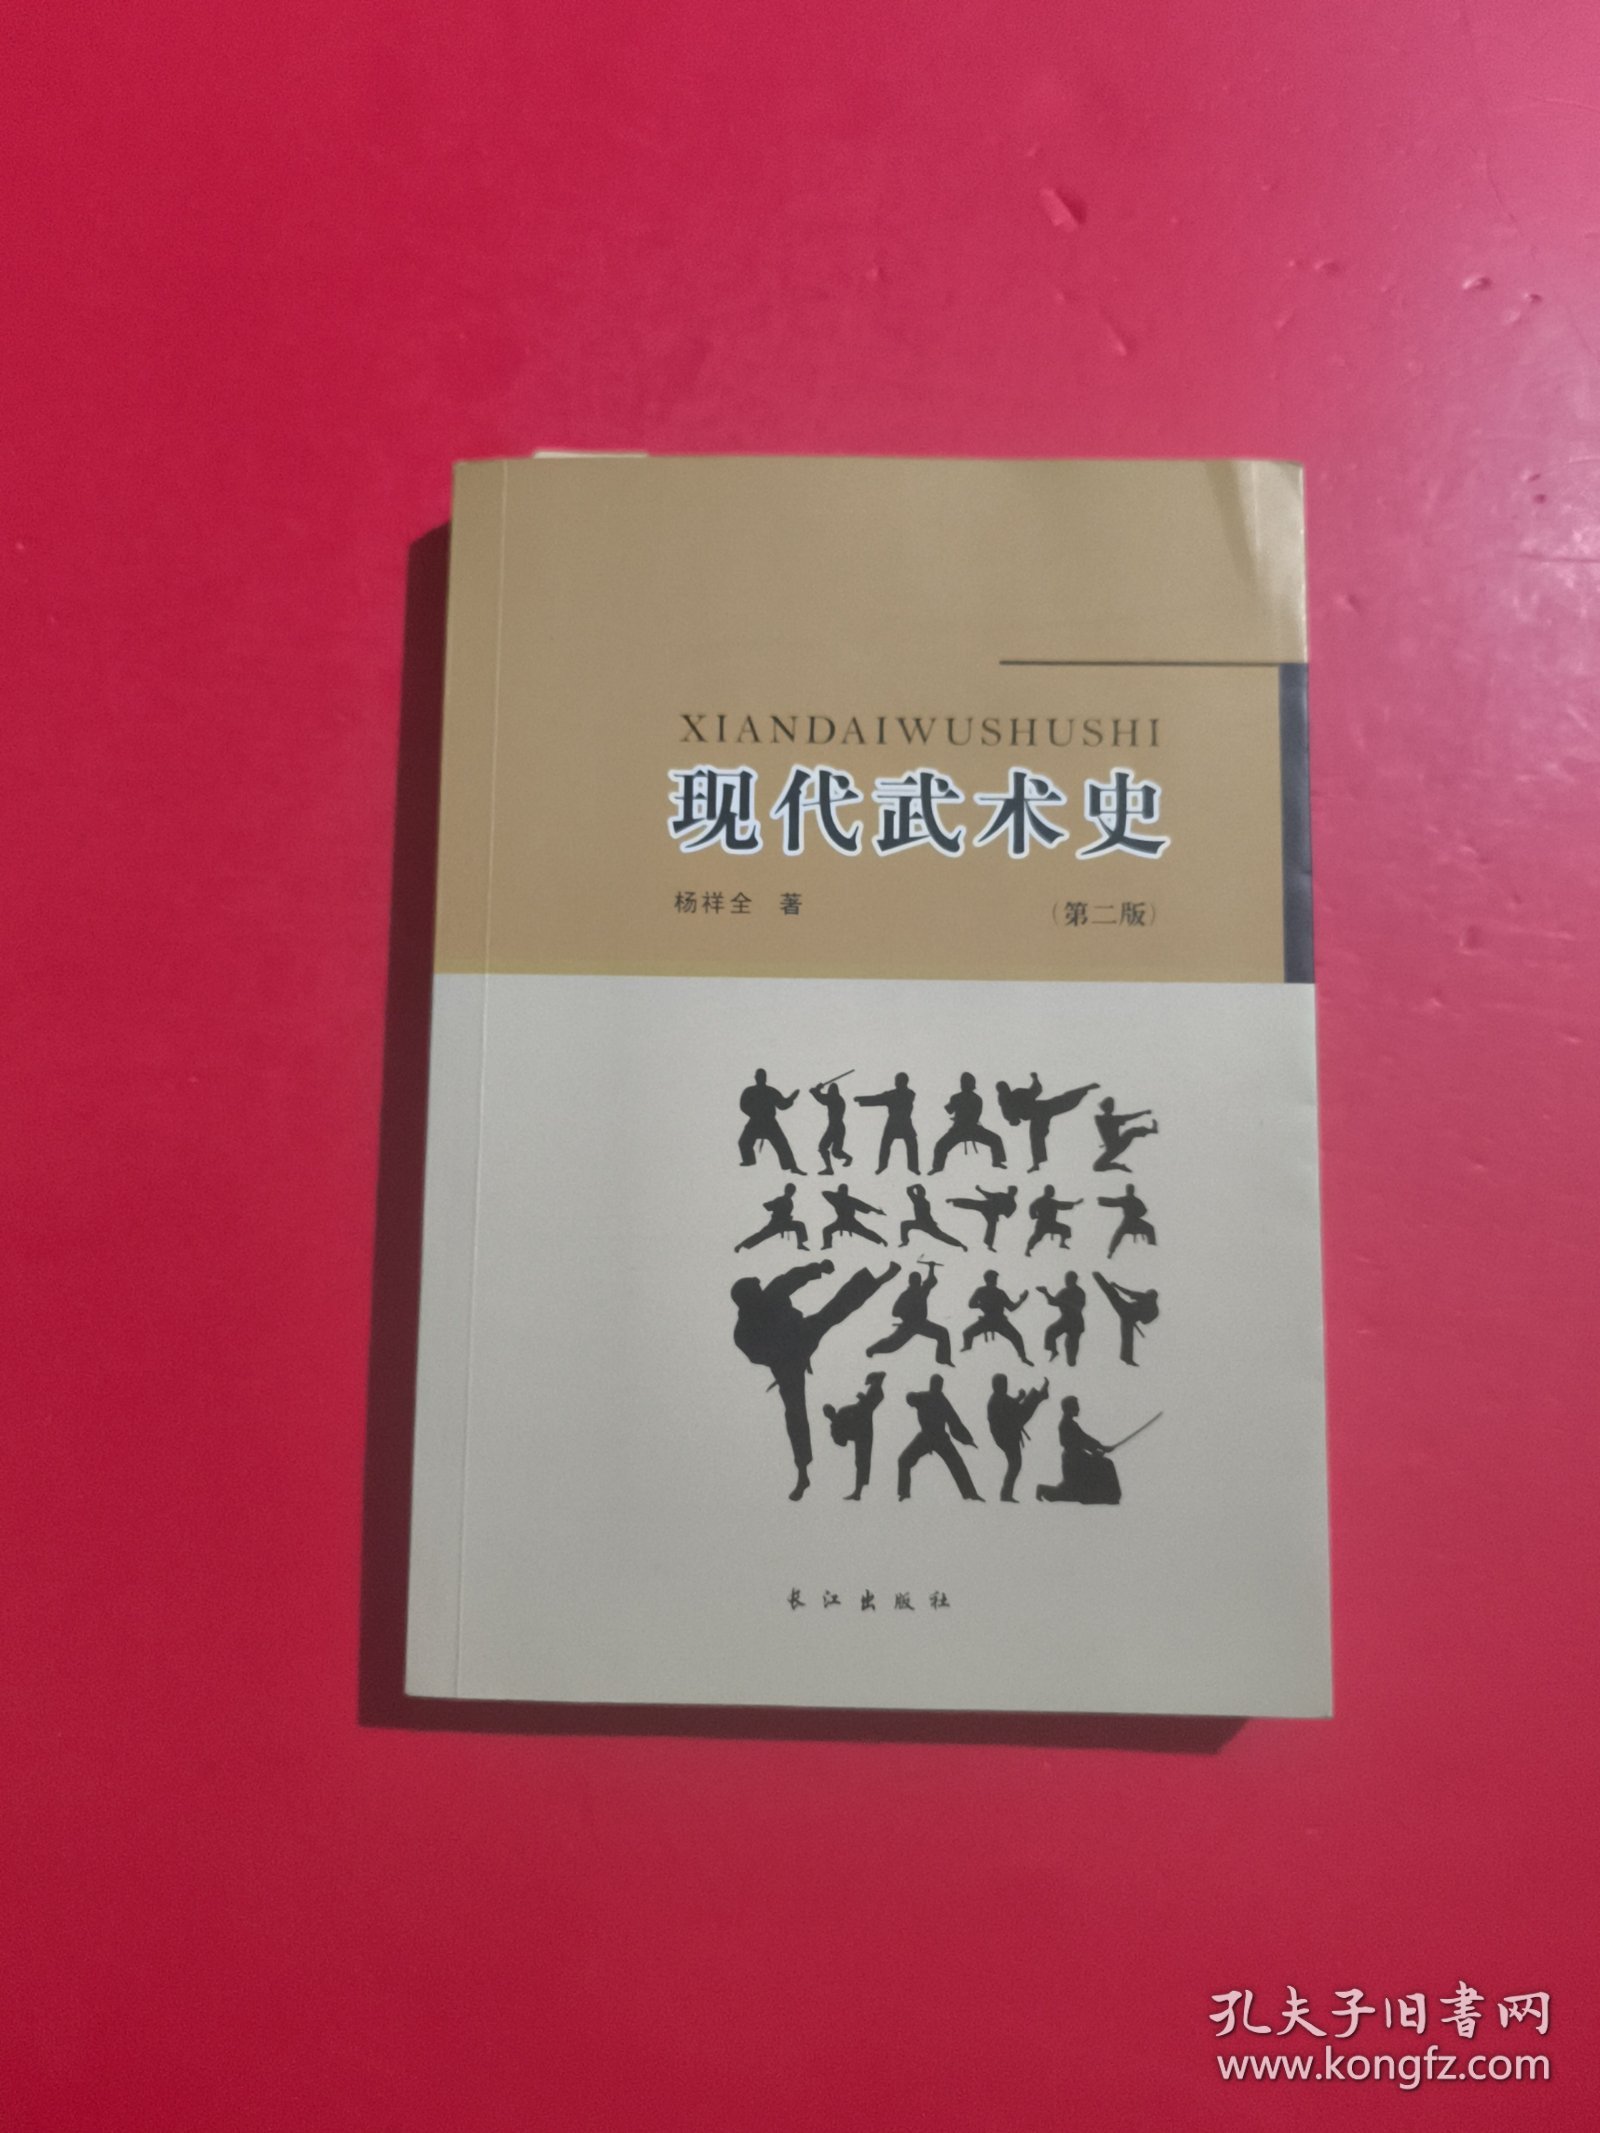 XIANDAIWUSHUSHI
现代武术史
杨祥全 著
（第二版）
长江出版社
孔夫子旧书网
www.kongfz.com